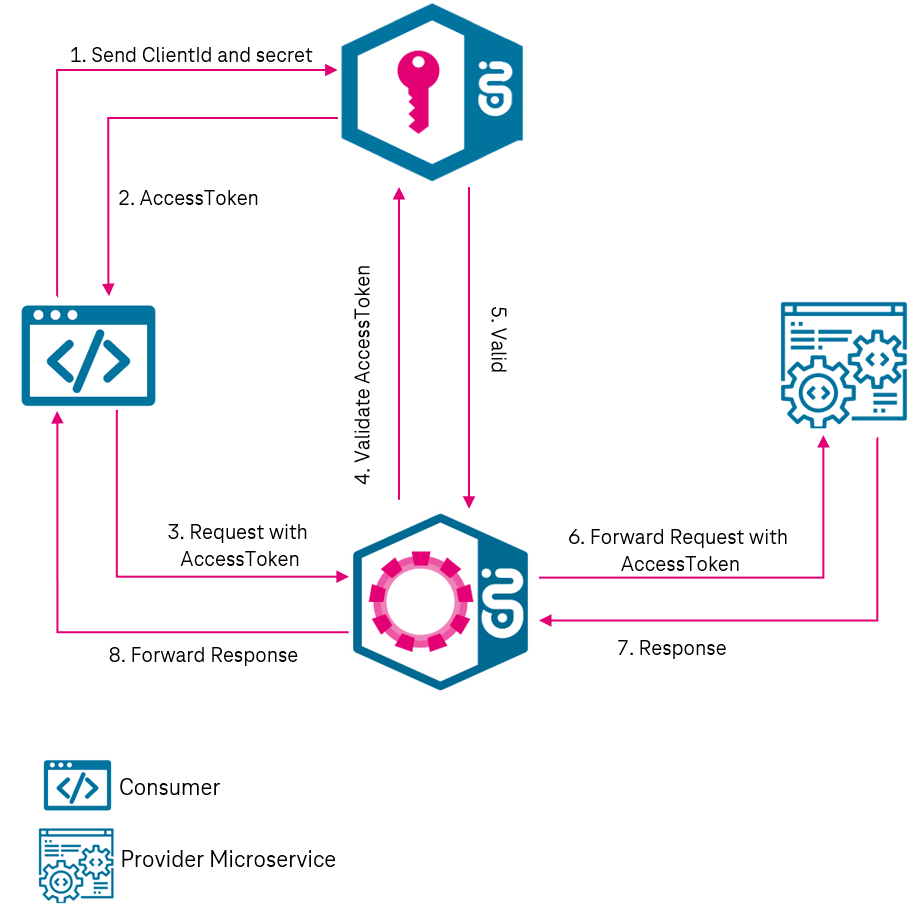 1. Send ClientId and secret
2. AccessToken
4. Validate AccessToken
5. Valid
3. Request with
AccessToken
6. Forward Request with
AccessToken
7. Response
8. Forward Response
Consumer
Provider Microservice